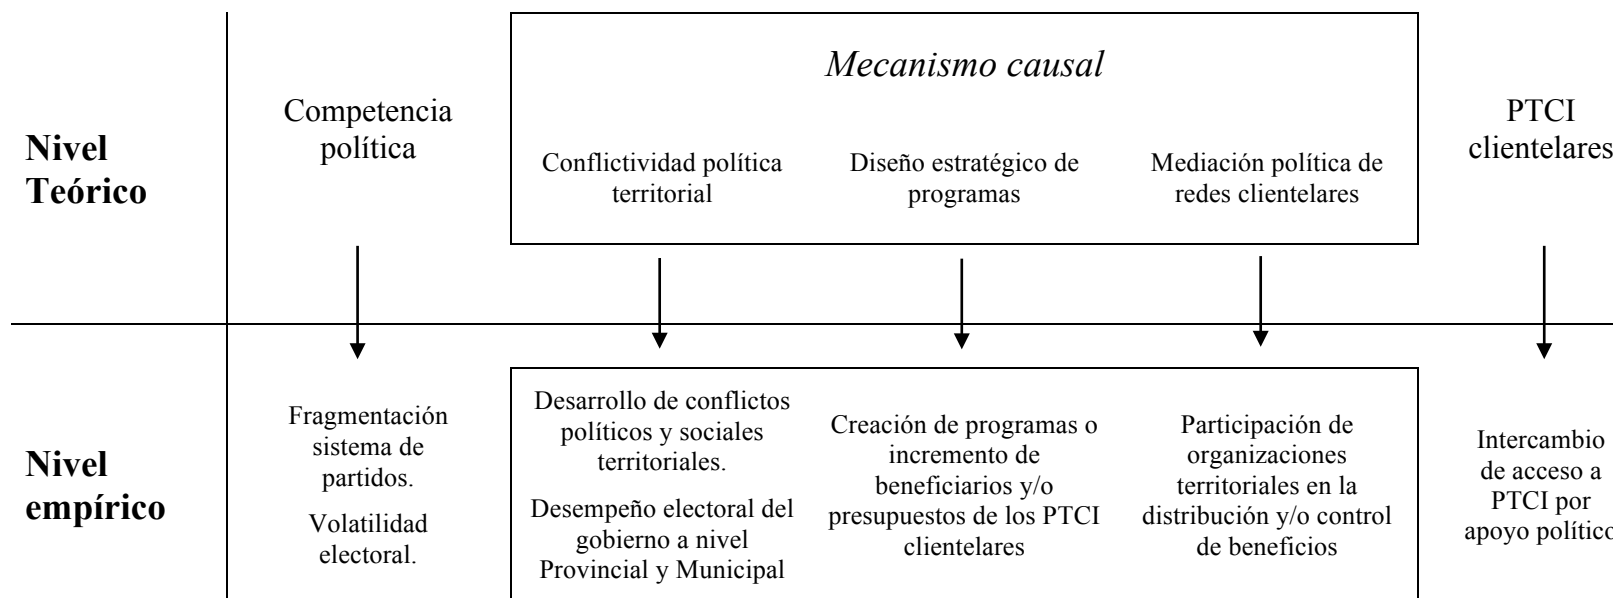 Mecanismo causal
Nivel
Teórico
Competencia
política
Conflictividad política
territorial
Diseño estratégico de
programas
Mediación política de
redes clientelares
PTCI
clientelares
Nivel
empírico
Fragmentación
sistema de
partidos.
Volatilidad
electoral.
Desarrollo de conflictos
políticos y sociales
territoriales.
Desempeño electoral del
gobierno a nivel
Provincial y Municipal
Creación de programas o
incremento de
beneficiarios y/o
presupuestos de los PTCI
clientelares
Participación de
organizaciones
territoriales en la
distribución y/o control
de beneficios
Intercambio
de acceso a
PTCI por
apoyo político